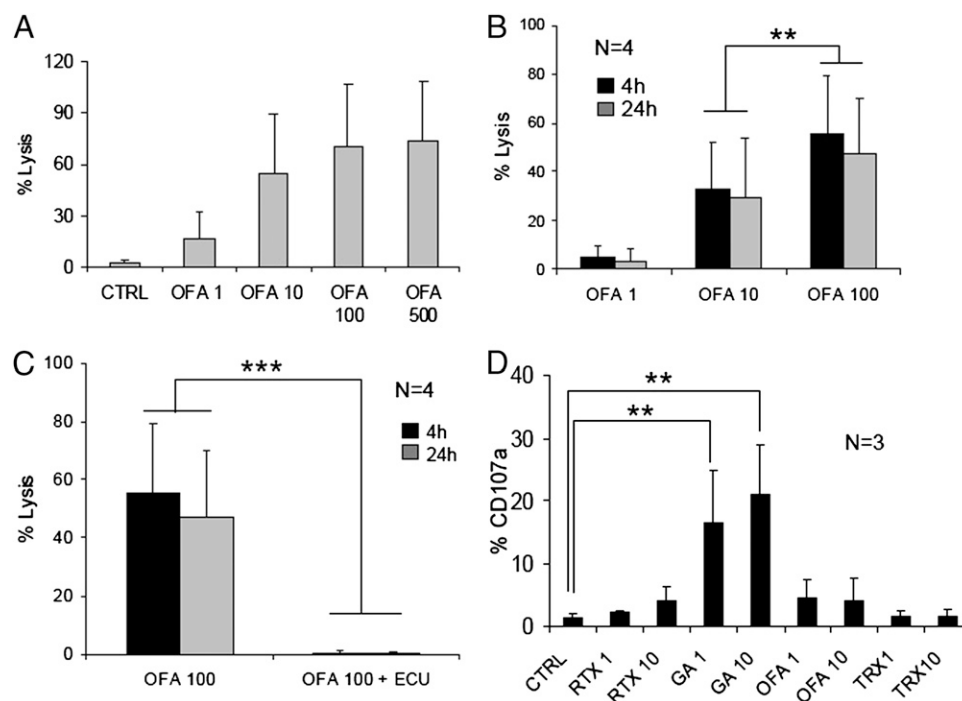 A
% Lysis
120
90
60
30
0
CTRL OFA 1 OFA 10 OFA 100 OFA 500
B
N=4
4h
24h
**
% Lysis
100
80
60
40
20
0
OFA 1 OFA 10 OFA 100
C
***
N=4
4h
24h
% Lysis
100
80
60
40
20
0
OFA 100 OFA 100 + ECU
D
**
**
N=3
% CD107a
40
30
20
10
0
CTRL RTX 1 RTX 10 GA 1 GA 10 OFA 1 OFA 10 TRX1 TRX10